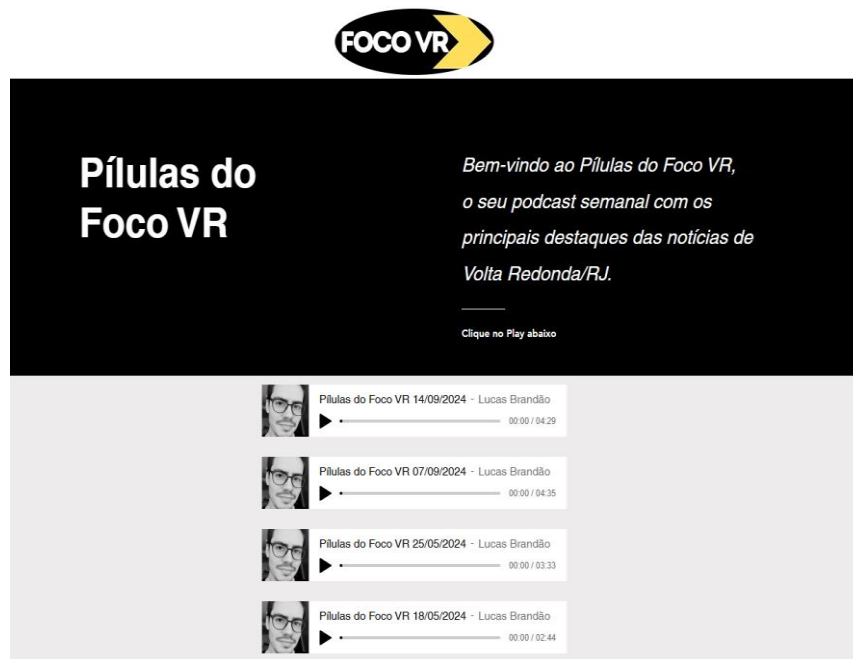 FOCO VR
Pílulas do
Foco VR
Bem-vindo ao Pílulas do Foco VR,
o seu podcast semanal com os
principais destaques das notícias de
Volta Redonda/RJ.
Clique no Play abaixo
Pílulas do Foco VR 14/09/2024 - Lucas Brandão
00:00 / 04:29
Pílulas do Foco VR 07/09/2024 - Lucas Brandão
00:00 / 04:35
Pílulas do Foco VR 25/05/2024 - Lucas Brandão
00:00 / 03:33
Pílulas do Foco VR 18/05/2024 - Lucas Brandão
00:00 / 02:44